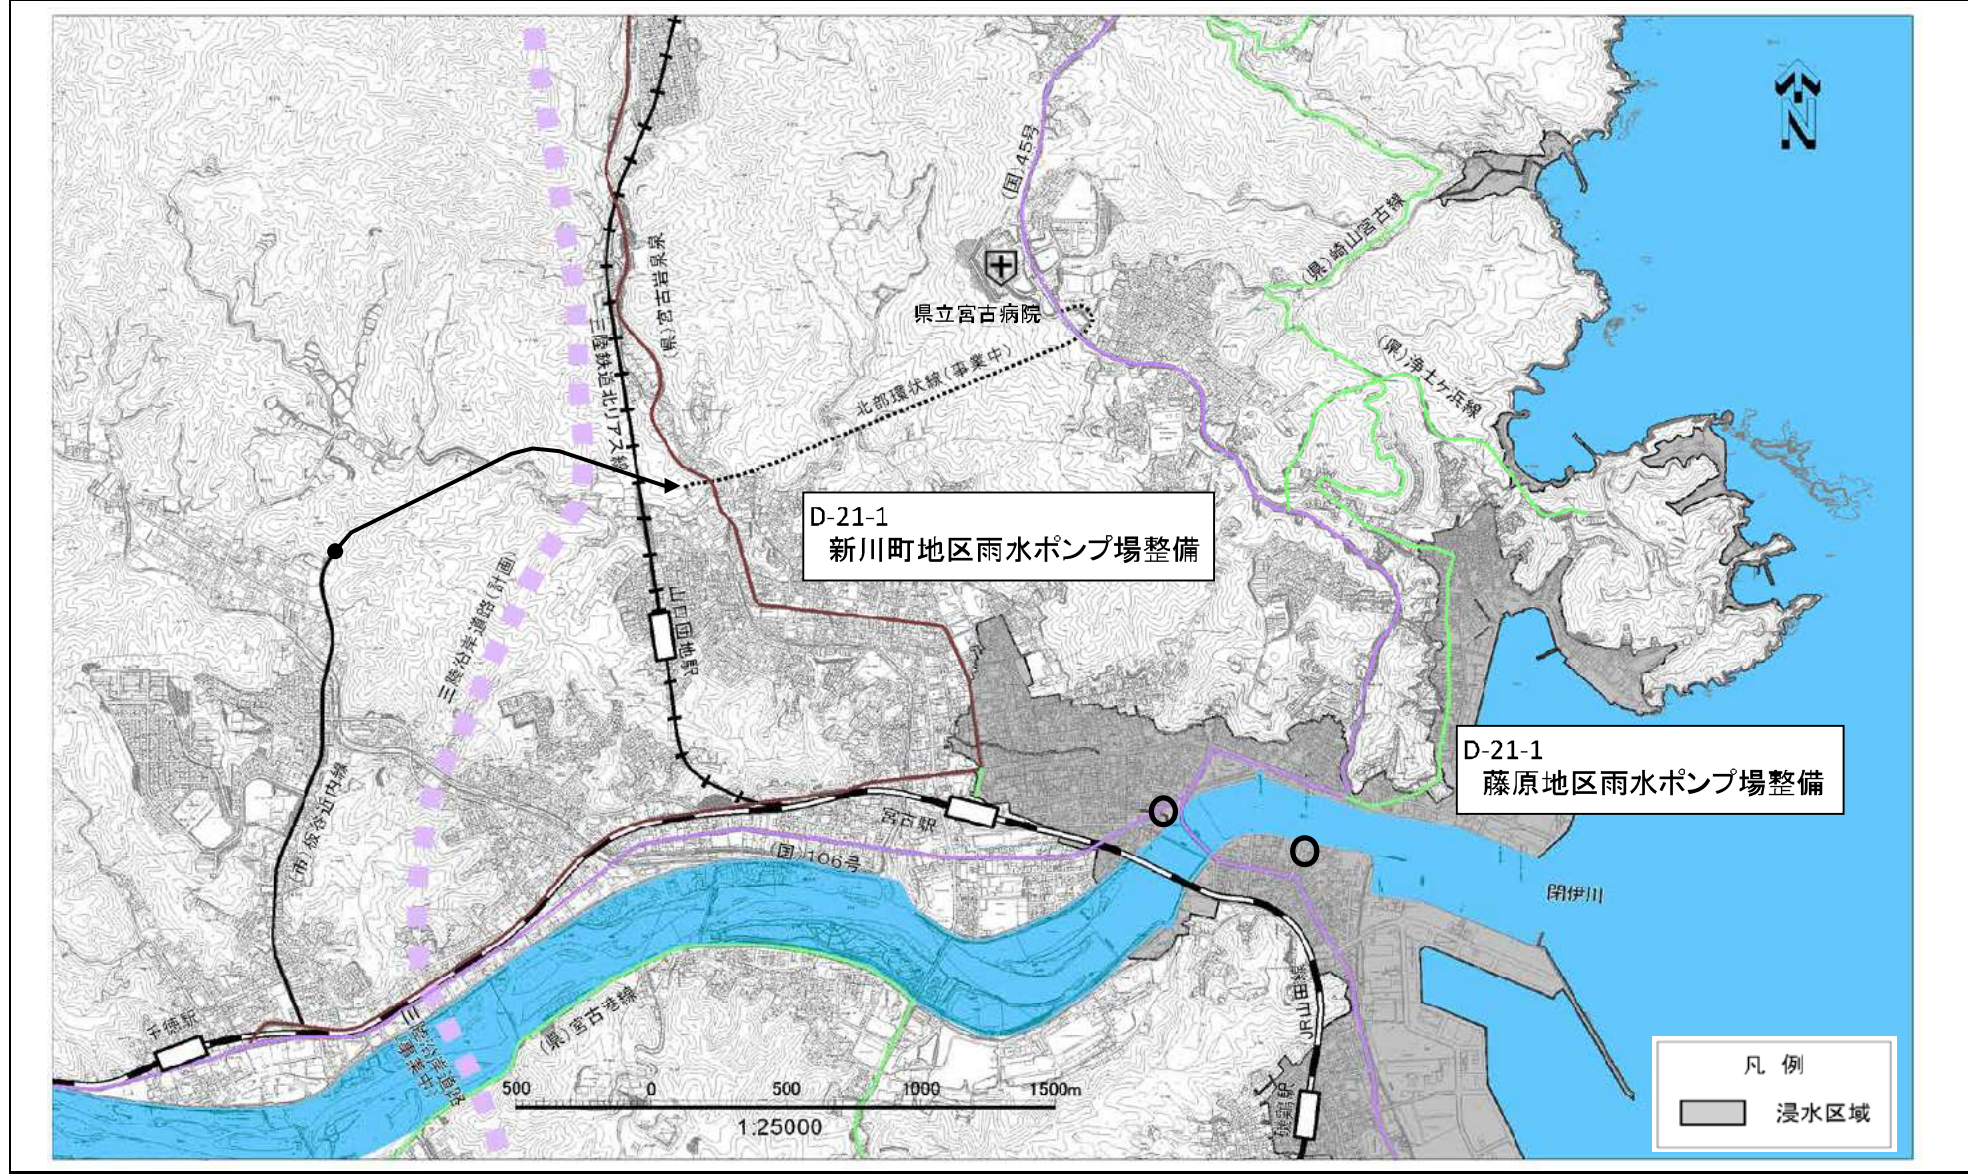 N
(国)45号
(県)崎山宮古線
(県)宮古岩泉泉
県立宮古病院
三陸鉄道北リアス線
北部環状線(事業中)
(県)浄土ケ浜線
D-21-1
新川町地区雨水ポンプ場整備
三陸沿岸道路(計画)
山口団地駅
D-21-1
藤原地区雨水ポンプ場整備
(市)板谷近内線
宮古駅
(国)106号
閉伊川
JR山田線
千徳駅
(県)宮古港線
三陸沿岸道路
(事業中)
磯鶏駅
500 0 500 1000 1500m
1:25000
凡 例
浸水区域